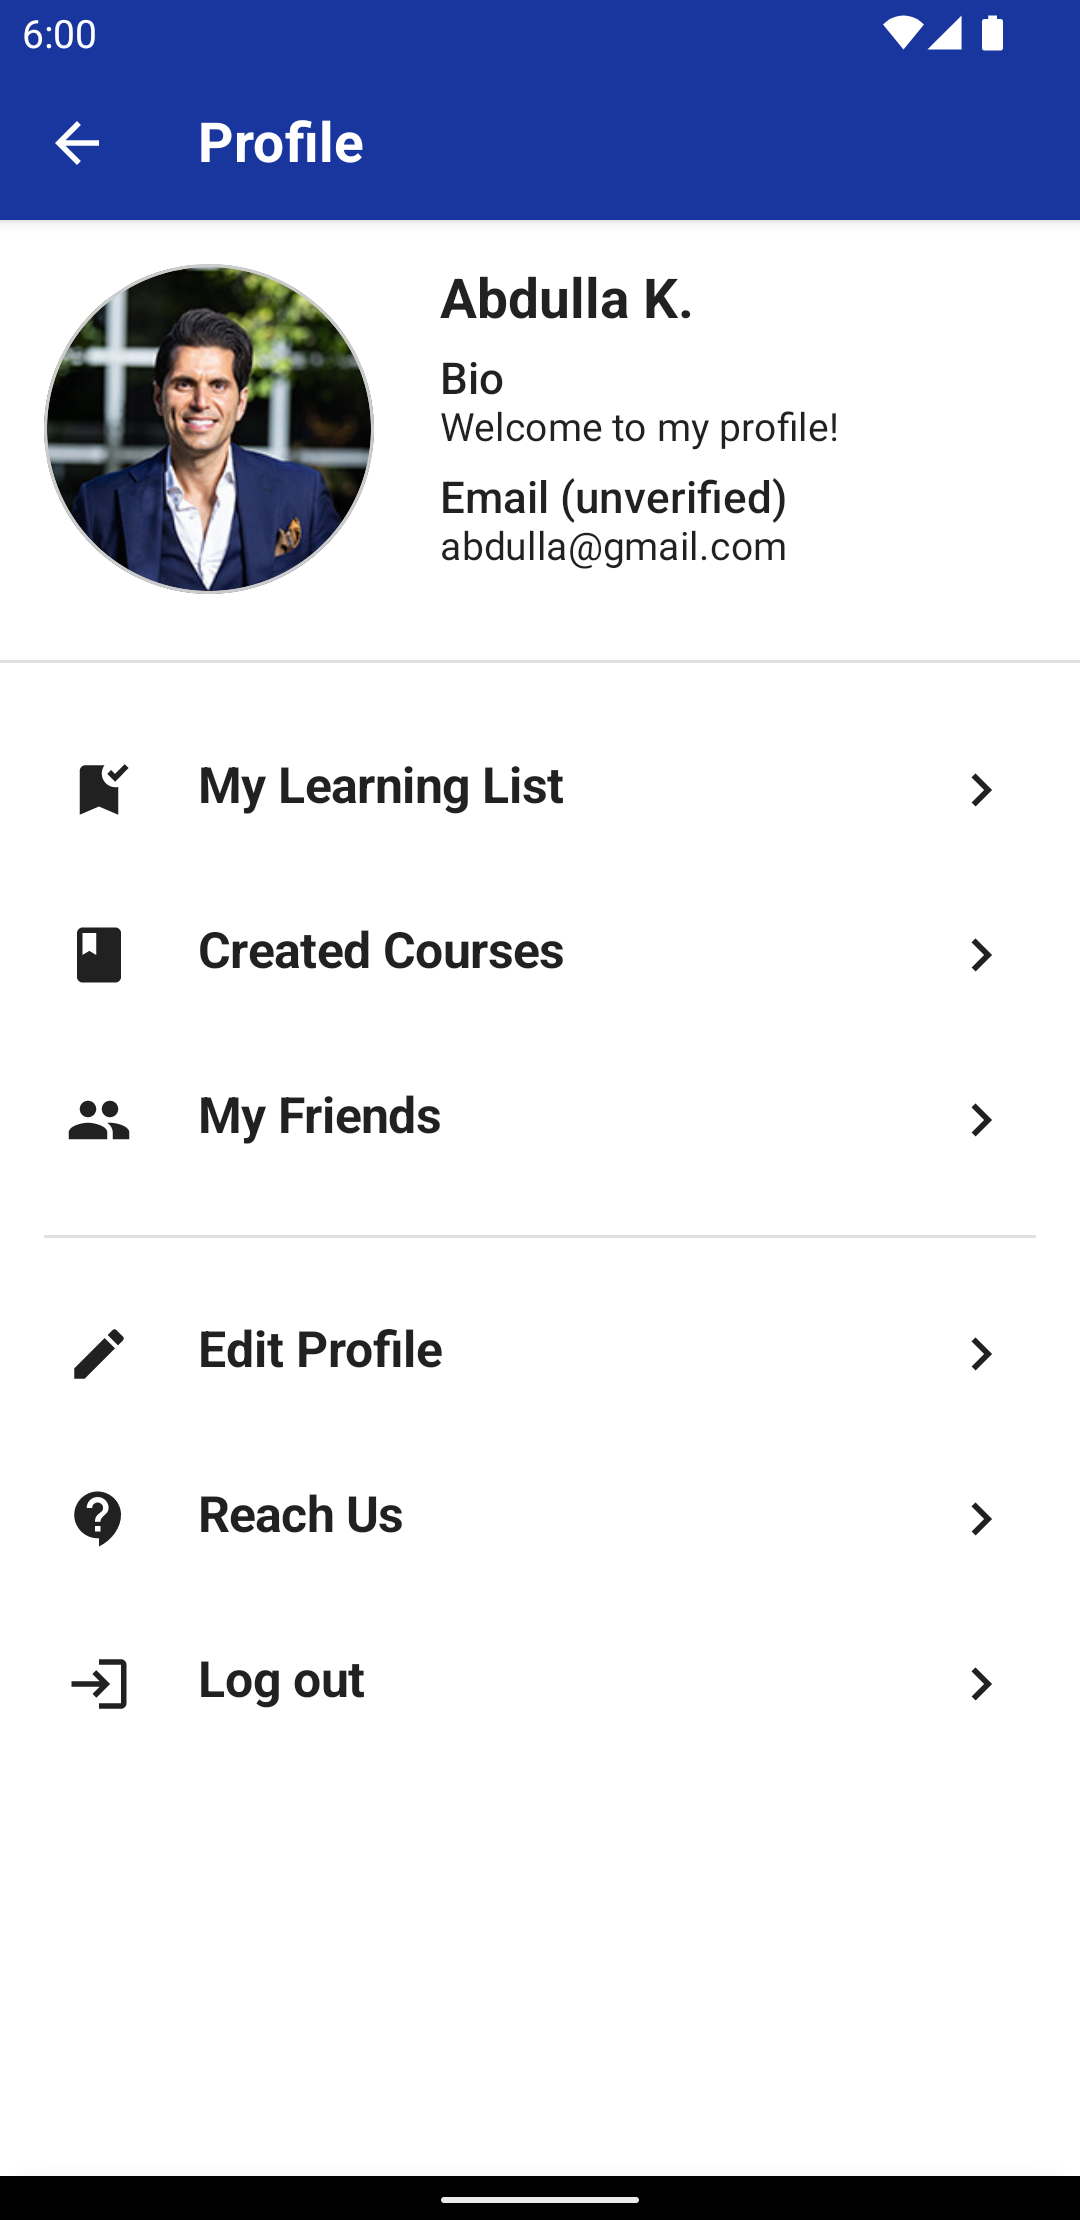 6:00
Profile
Abdulla K.
Bio
Welcome to my profile!
Email (unverified)
abdulla@gmail.com
My Learning List
Created Courses
My Friends
Edit Profile
Reach Us
Log out